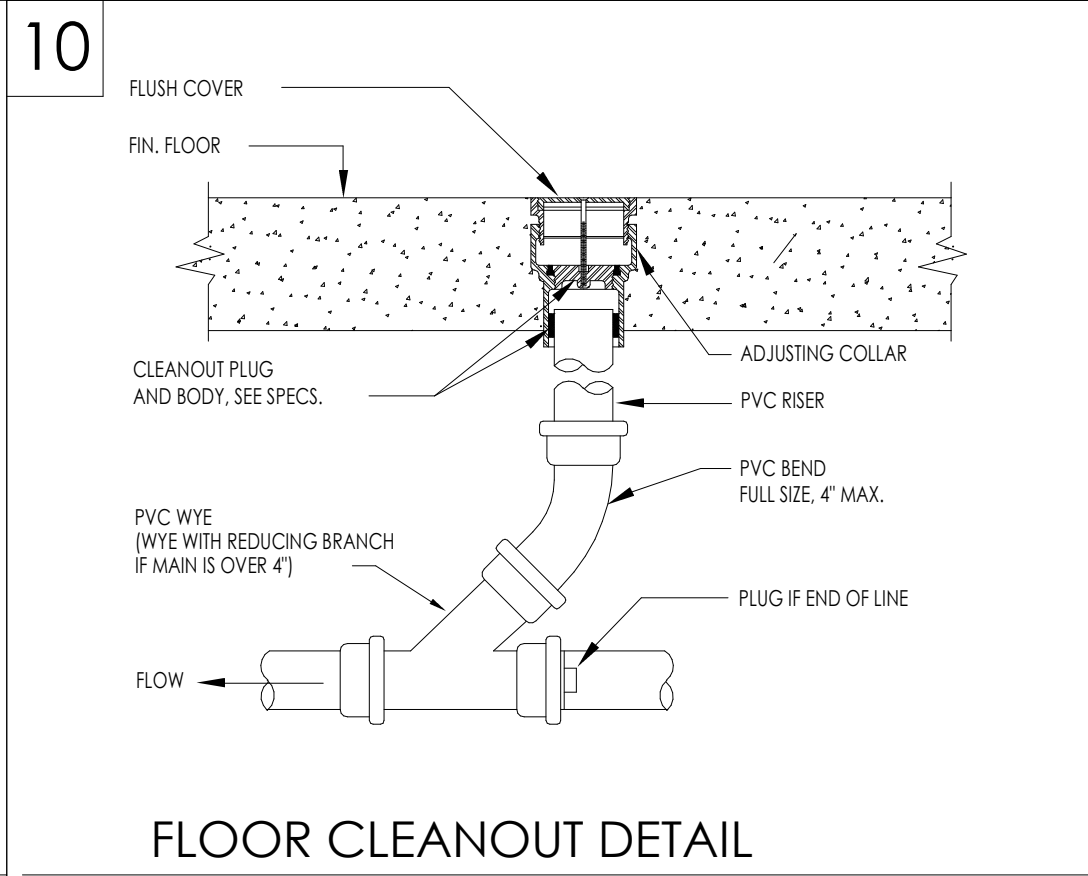 10
FLUSH COVER
FIN. FLOOR
CLEANOUT PLUG
AND BODY, SEE SPECS.
ADJUSTING COLLAR
PVC RISER
PVC BEND
FULL SIZE, 4" MAX.
PVC WYE
(WYE WITH REDUCING BRANCH
IF MAIN IS OVER 4")
PLUG IF END OF LINE
FLOW
FLOOR CLEANOUT DETAIL